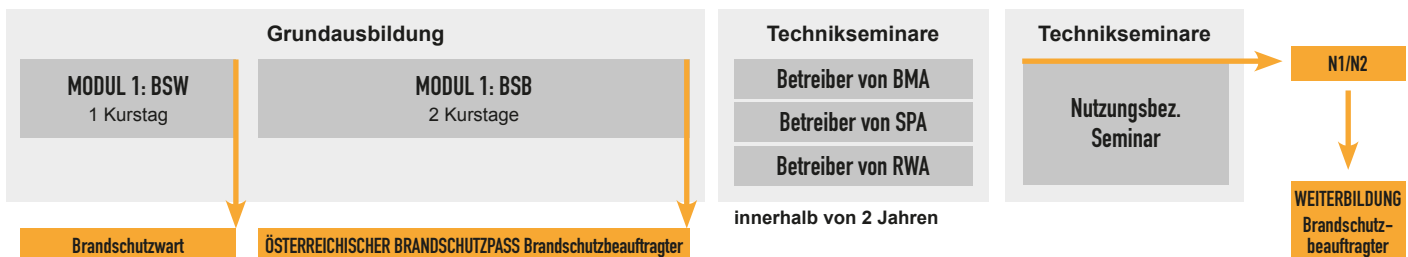 Grundausbildung
MODUL 1: BSW
1 Kurstag
MODUL 1: BSB
2 Kurstage
Brandschutzwart
ÖSTERREICHISCHER BRANDSCHUTZPASS Brandschutzbeauftragter
Technikseminare
Betreiber von BMA
Betreiber von SPA
Betreiber von RWA
innerhalb von 2 Jahren
Technikseminare
Nutzungsbez.
Seminar
N1/N2
WEITERBILDUNG
Brandschutz-
beauftragter